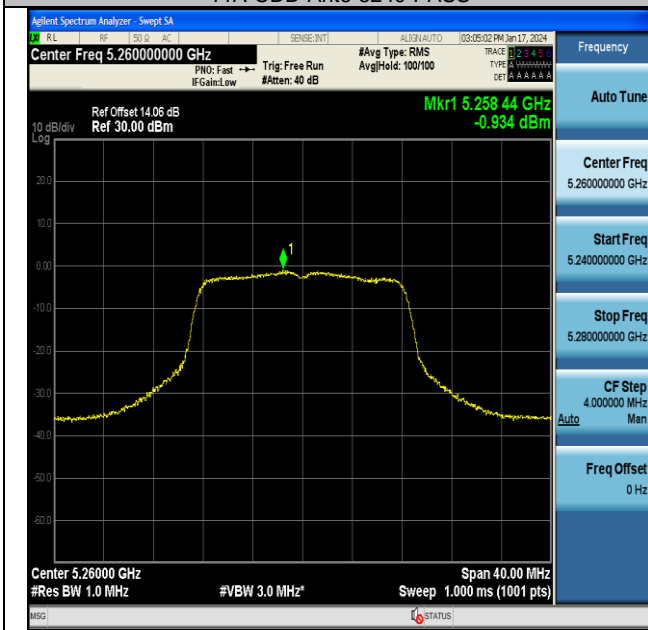 Agilent Spectrum Analyzer - Swept SA
RL RF 50 Ω AC SENSE:INT ALIGN AUTO 03:05:02 PM Jan 17, 2024
Center Freq 5.260000000 GHz
PNO: Fast
IFGain:Low
Trig: Free Run
#Atten: 40 dB
#Avg Type: RMS
Avg|Hold: 100/100
TRACE 1 2 3 4 5 6
TYPE A
DET A A A A A A
Frequency
Mkr1 5.258 44 GHz
-0.934 dBm
Ref Offset 14.06 dB
10 dB/div Ref 30.00 dBm
Log
20.0
10.0
0.00
-10.0
-20.0
-30.0
-40.0
-50.0
-60.0
1
Center 5.26000 GHz Span 40.00 MHz
#Res BW 1.0 MHz #VBW 3.0 MHz* Sweep 1.000 ms (1001 pts)
MSG STATUS
Auto Tune
Center Freq
5.260000000 GHz
Start Freq
5.240000000 GHz
Stop Freq
5.280000000 GHz
CF Step
4.000000 MHz
Auto Man
Freq Offset
0 Hz